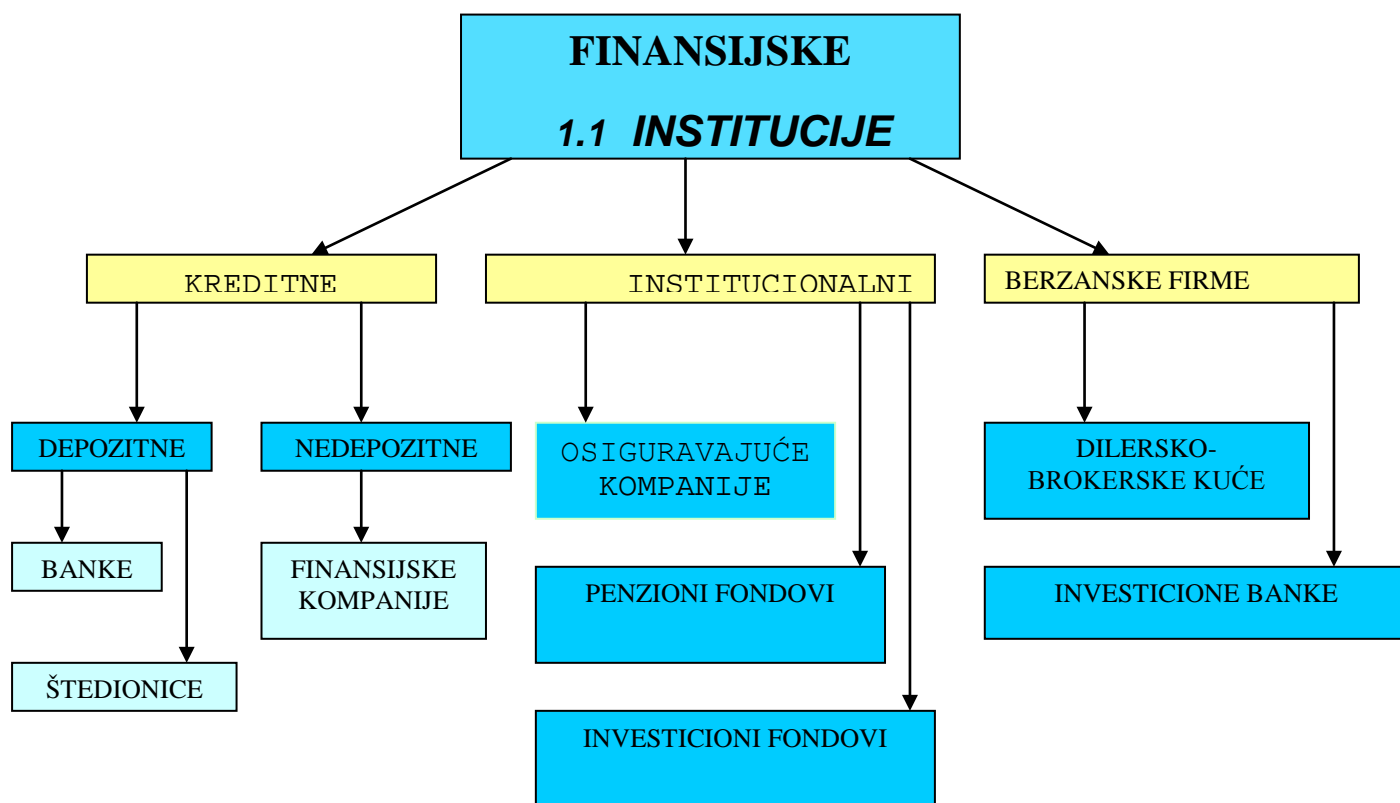 FINANSIJSKE
1.1 INSTITUCIJE
KREDITNE
INSTITUCIONALNI
BERZANSKE FIRME
DEPOZITNE
NEDEPOZITNE
OSIGURAVAJUĆE
KOMPANIJE
DILERSKO-
BROKERSKE KUĆE
BANKE
FINANSIJSKE
KOMPANIJE
PENZIONI FONDOVI
INVESTICIONE BANKE
ŠTEDIONICE
INVESTICIONI FONDOVI